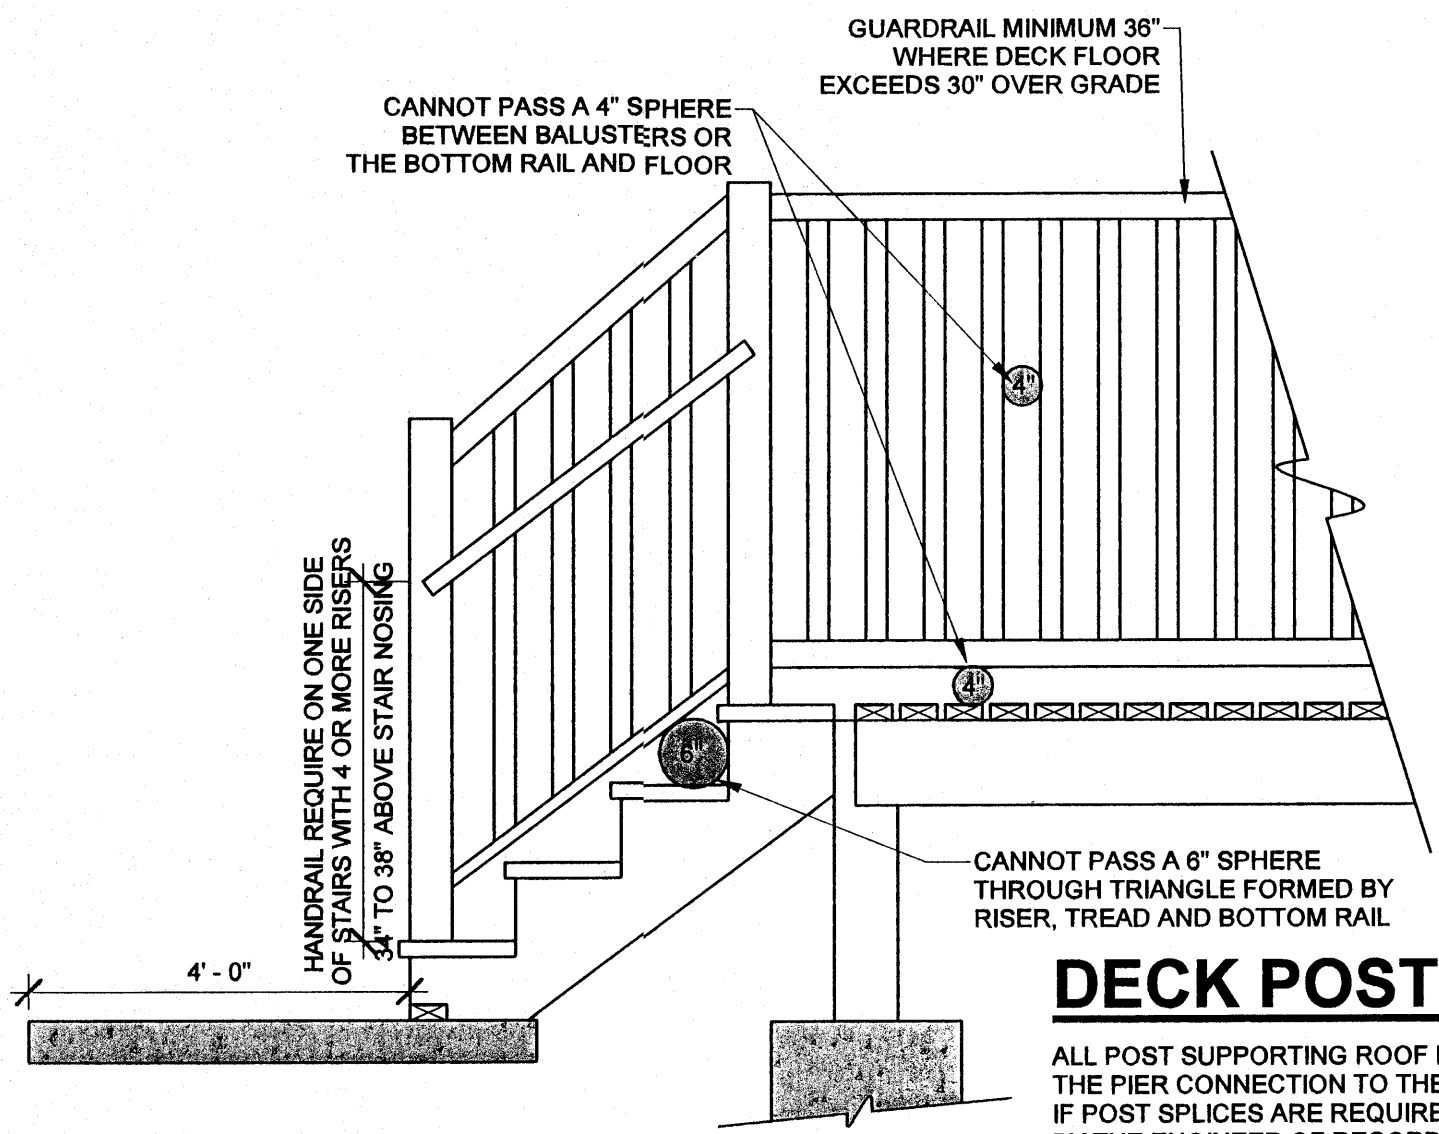 GUARDRAIL MINIMUM 36"
WHERE DECK FLOOR
EXCEEDS 30" OVER GRADE
CANNOT PASS A 4" SPHERE
BETWEEN BALUSTERS OR
THE BOTTOM RAIL AND FLOOR
4"
4"
6"
HANDRAIL REQUIRE ON ONE SIDE
OF STAIRS WITH 4 OR MORE RISERS
34" TO 38" ABOVE STAIR NOSING
CANNOT PASS A 6" SPHERE
THROUGH TRIANGLE FORMED BY
RISER, TREAD AND BOTTOM RAIL
4' - 0"
DECK POST
ALL POST SUPPORTING ROOF
THE PIER CONNECTION TO THE
IF POST SPLICES ARE REQUIRE